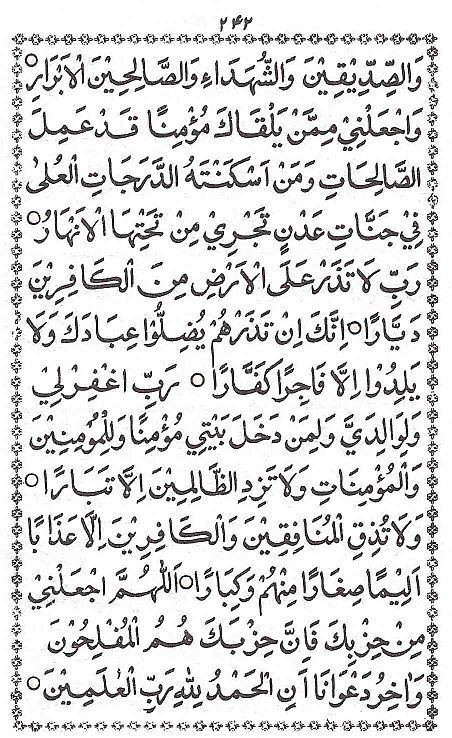 ٢٤٢
وَالصِّدِّيْقِيْنَ وَالشُّهَدَاءِ وَالصَّالِحِيْنَ الْاَبْرَارِ ○
وَاجْعَلْنِيْ مِمَّنْ يَلْقَاكَ مُؤْمِنًا قَدْ عَمِلَ
الصَّالِحَاتِ وَمَنْ اَسْكَنْتَهُ الدَّرَجَاتِ الْعُلٰى
فِيْ جَنَّاتِ عَدْنٍ تَجْرِيْ مِنْ تَحْتِهَا الْاَنْهَارُ ○
رَبِّ لَا تَذَرْ عَلَى الْاَرْضِ مِنَ الْكَافِرِيْنَ
دَيَّارًا ○ اِنَّكَ اِنْ تَذَرْهُمْ يُضِلُّوْا عِبَادَكَ وَلَا
يَلِدُوا اِلَّا فَاجِرًا كَفَّارًا ○ رَبِّ اغْفِرْ لِيْ
وَلِوَالِدَيَّ وَلِمَنْ دَخَلَ بَيْتِي مُؤْمِنًا وَلِلْمُؤْمِنِيْنَ
وَالْمُؤْمِنَاتِ وَلَا تَزِدِ الظَّالِمِيْنَ اِلَّا تَبَارًا ○
وَلَا تُذِقِ الْمُنَافِقِيْنَ وَالْكَافِرِيْنَ اِلَّا عَذَابًا
اَلِيْمًا صِغَارًا مِنْهُمْ وَكِبَارًا ○ اَللّٰهُمَّ اجْعَلْنِيْ
مِنْ حِزْبِكَ فَاِنَّ حِزْبَكَ هُمُ الْمُفْلِحُوْنَ
وَاٰخِرُ دَعْوَانَا اَنِ الْحَمْدُ لِلّٰهِ رَبِّ الْعٰلَمِيْنَ ○